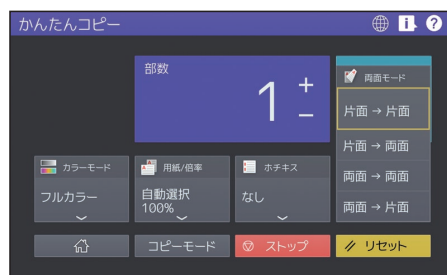 かんたんコピー
i
?
部数
1
+
−
両面モード
片面 → 片面
片面 → 両面
両面 → 両面
両面 → 片面
カラーモード
フルカラー
用紙/倍率
自動選択
100%
ホチキス
なし
コピーモード
ストップ
リセット